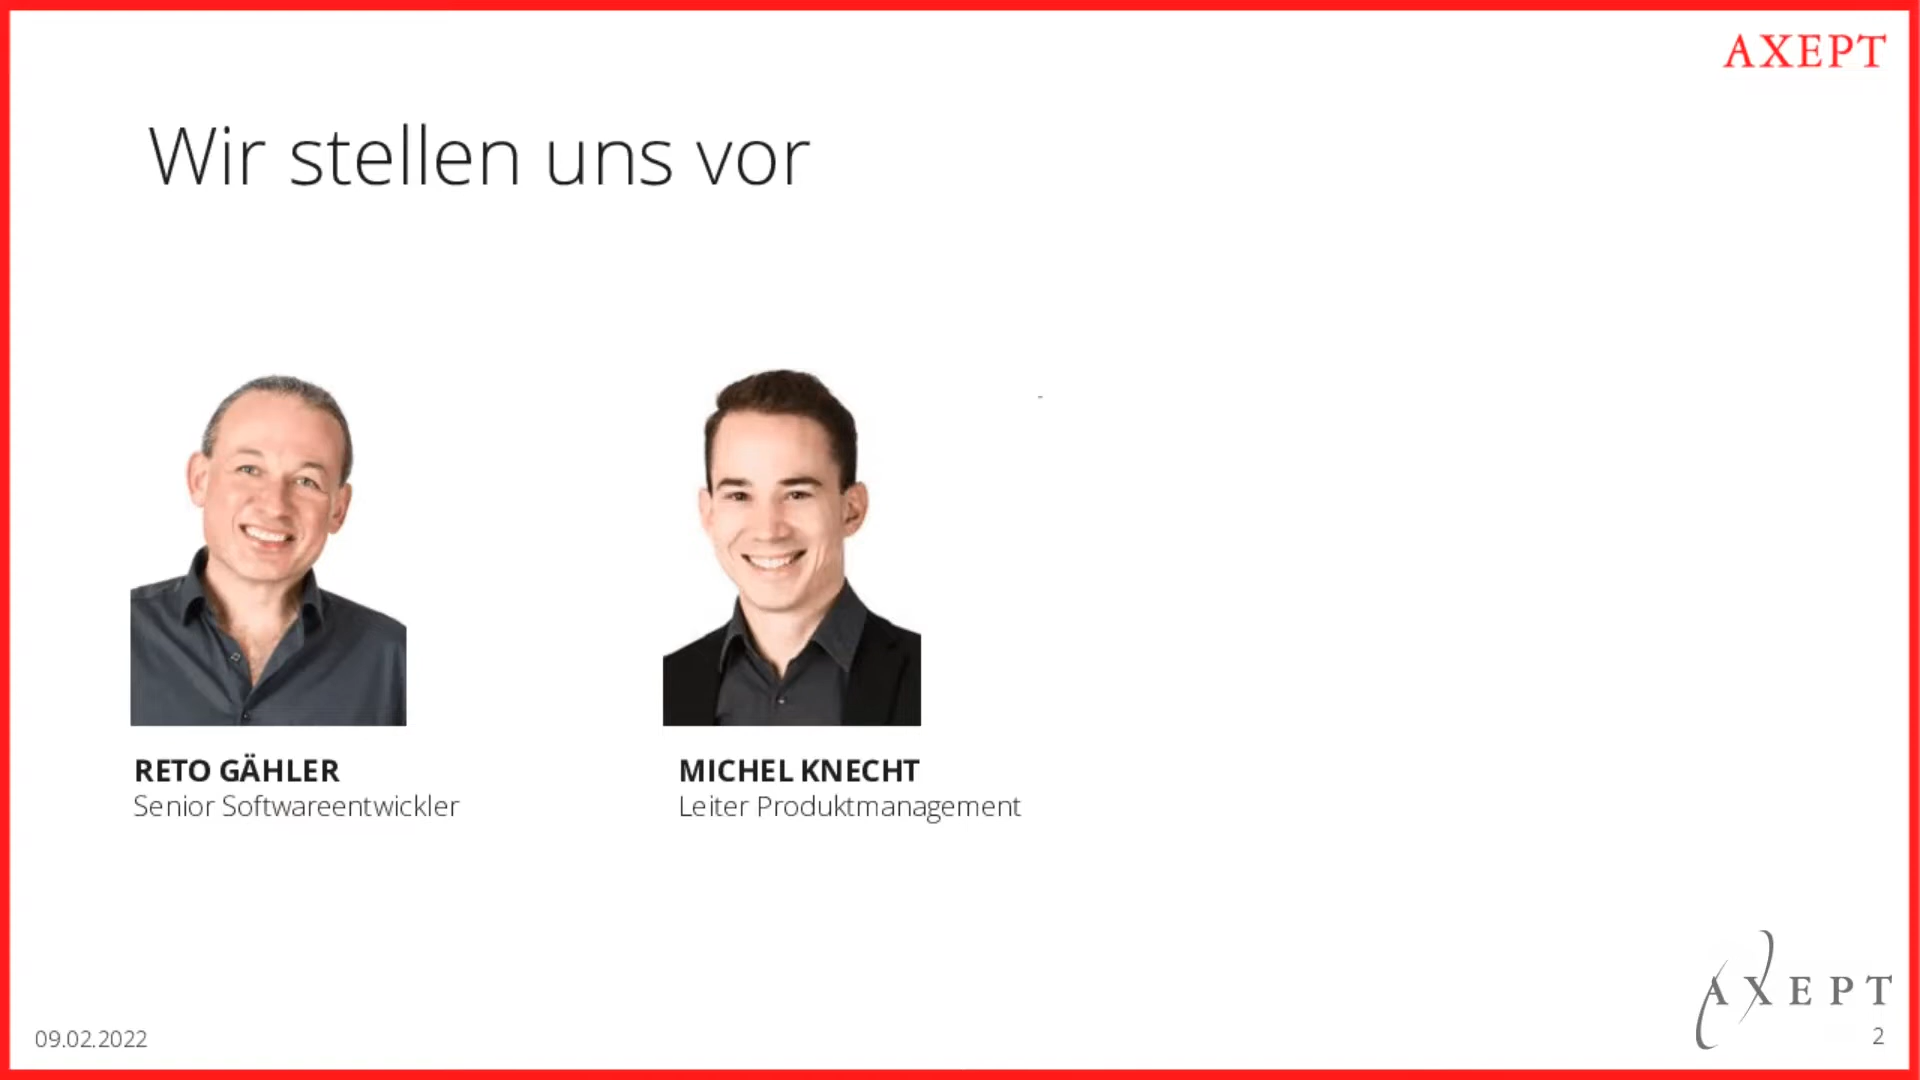 AXEPT
Wir stellen uns vor
-
RETO GÄHLER
Senior Softwareentwickler
MICHEL KNECHT
Leiter Produktmanagement
AXEPT
09.02.2022
2